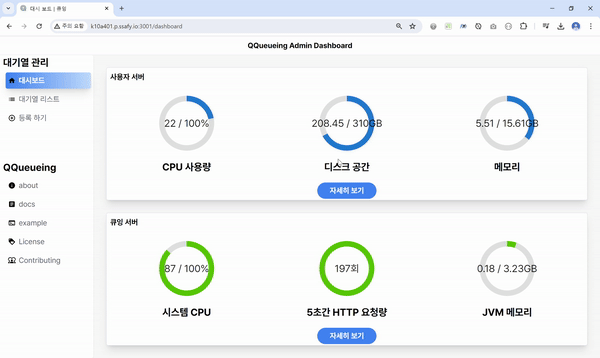 대시 보드 | 큐잉
주의 요함
k10a401.p.ssafy.io:3001/dashboard
QQueueing Admin Dashboard
대기열 관리
대시보드
대기열 리스트
등록 하기
QQueueing
about
docs
example
License
Contributing
사용자 서버
22 / 100%
208.45 / 310GB
5.51 / 15.61GB
CPU 사용량
디스크 공간
메모리
자세히 보기
큐잉 서버
87 / 100%
197회
0.18 / 3.23GB
시스템 CPU
5초간 HTTP 요청량
JVM 메모리
자세히 보기